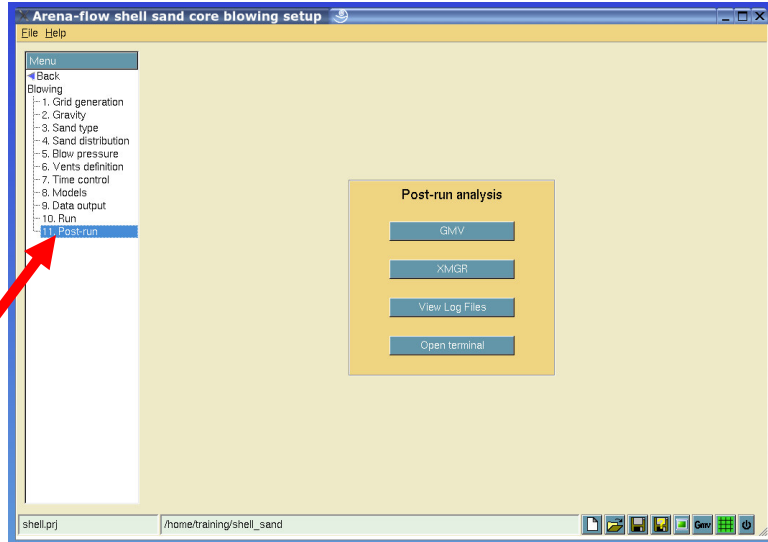 Arena-flow shell sand core blowing setup
File Help
Menu
Back
Blowing
1. Grid generation
2. Gravity
3. Sand type
4. Sand distribution
5. Blow pressure
6. Vents definition
7. Time control
8. Models
9. Data output
10. Run
11. Post-run
Post-run analysis
GMV
XMGR
View Log Files
Open terminal
shell.prj /home/training/shell_sand Gmv